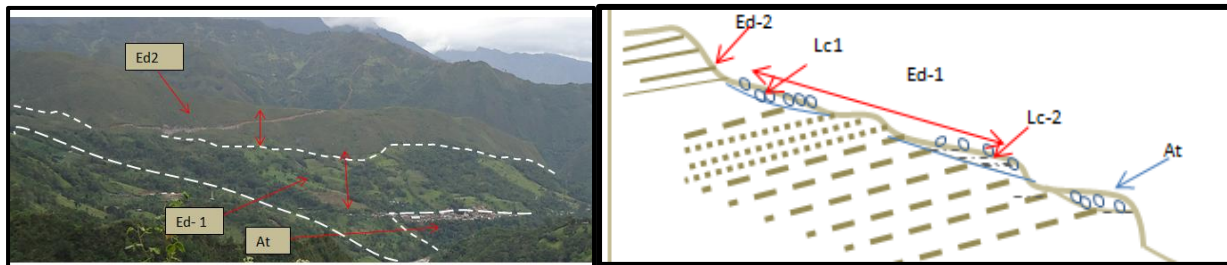 Ed2
Ed- 1
At
Ed-2
Lc1
Ed-1
Lc-2
At